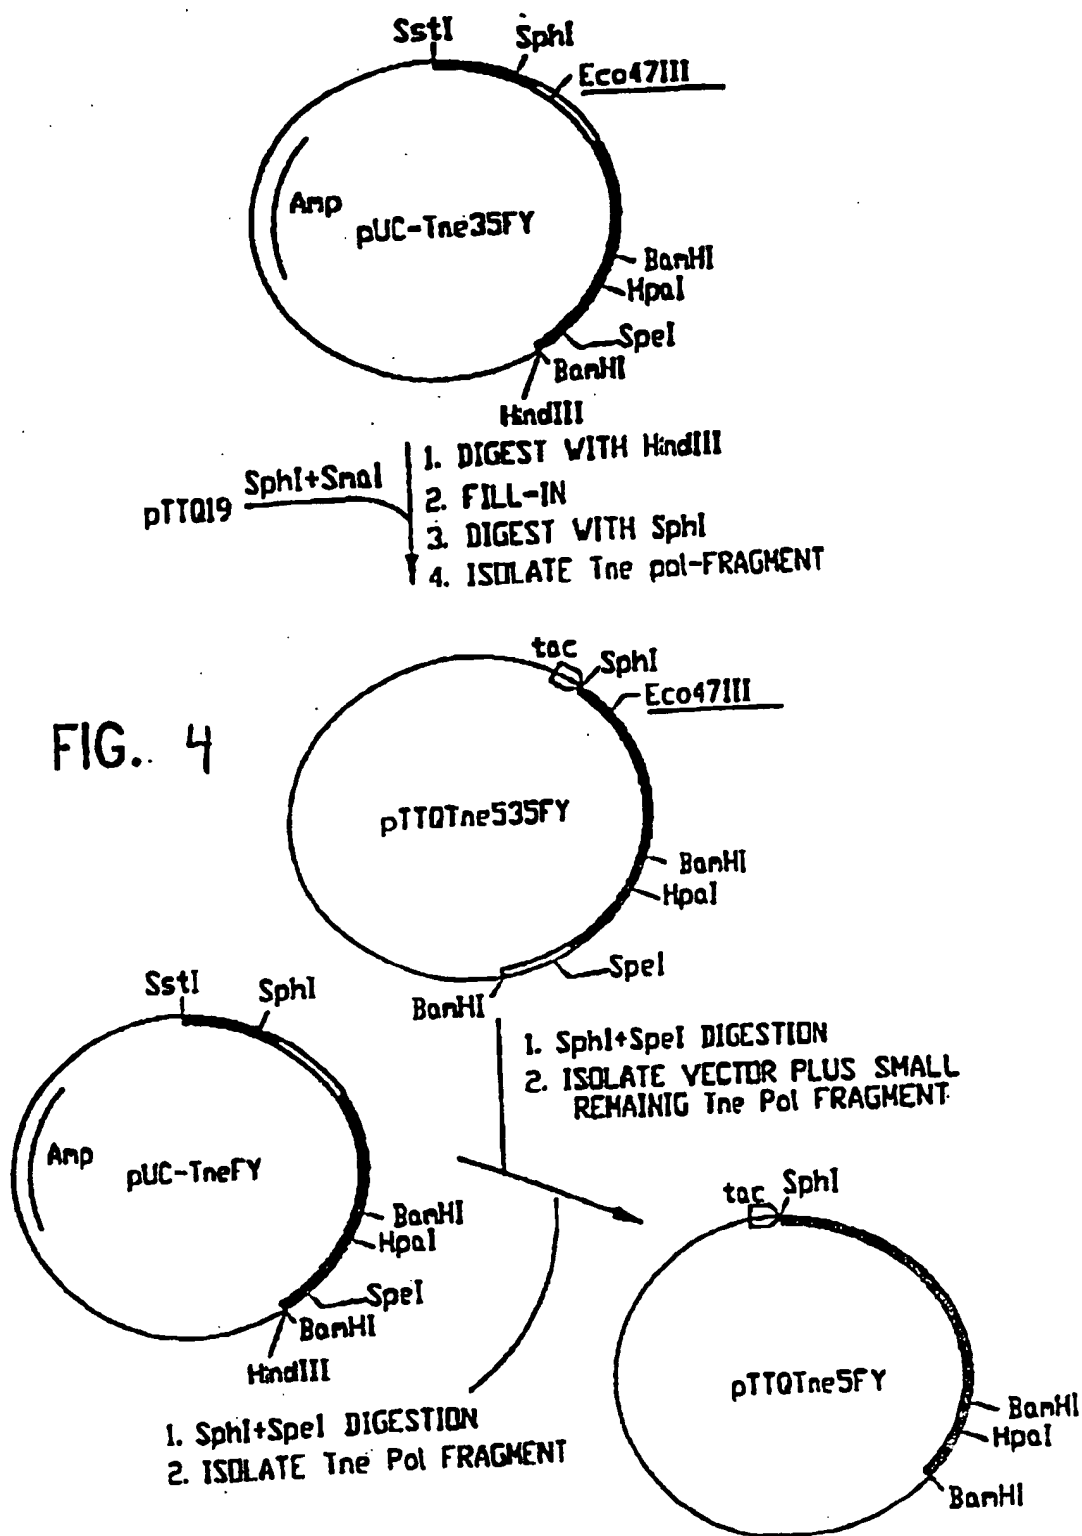 SstI
SphI
Eco47III
Amp
pUC-Tne35FY
BamHI
HpaI
SpeI
BamHI
HindIII
pTTQ19
SphI+SmaI
1. DIGEST WITH HindIII
2. FILL-IN
3. DIGEST WITH SphI
4. ISOLATE Tne pol-FRAGMENT
FIG. 4
tac
SphI
Eco47III
pTTQTne535FY
BamHI
HpaI
SpeI
BamHI
1. SphI+SpeI DIGESTION
2. ISOLATE VECTOR PLUS SMALL
REMAINIG Tne Pol FRAGMENT
SstI
SphI
Amp
pUC-TneFY
BamHI
HpaI
SpeI
BamHI
HindIII
1. SphI+SpeI DIGESTION
2. ISOLATE Tne Pol FRAGMENT
tac
SphI
pTTQTne5FY
BamHI
HpaI
BamHI